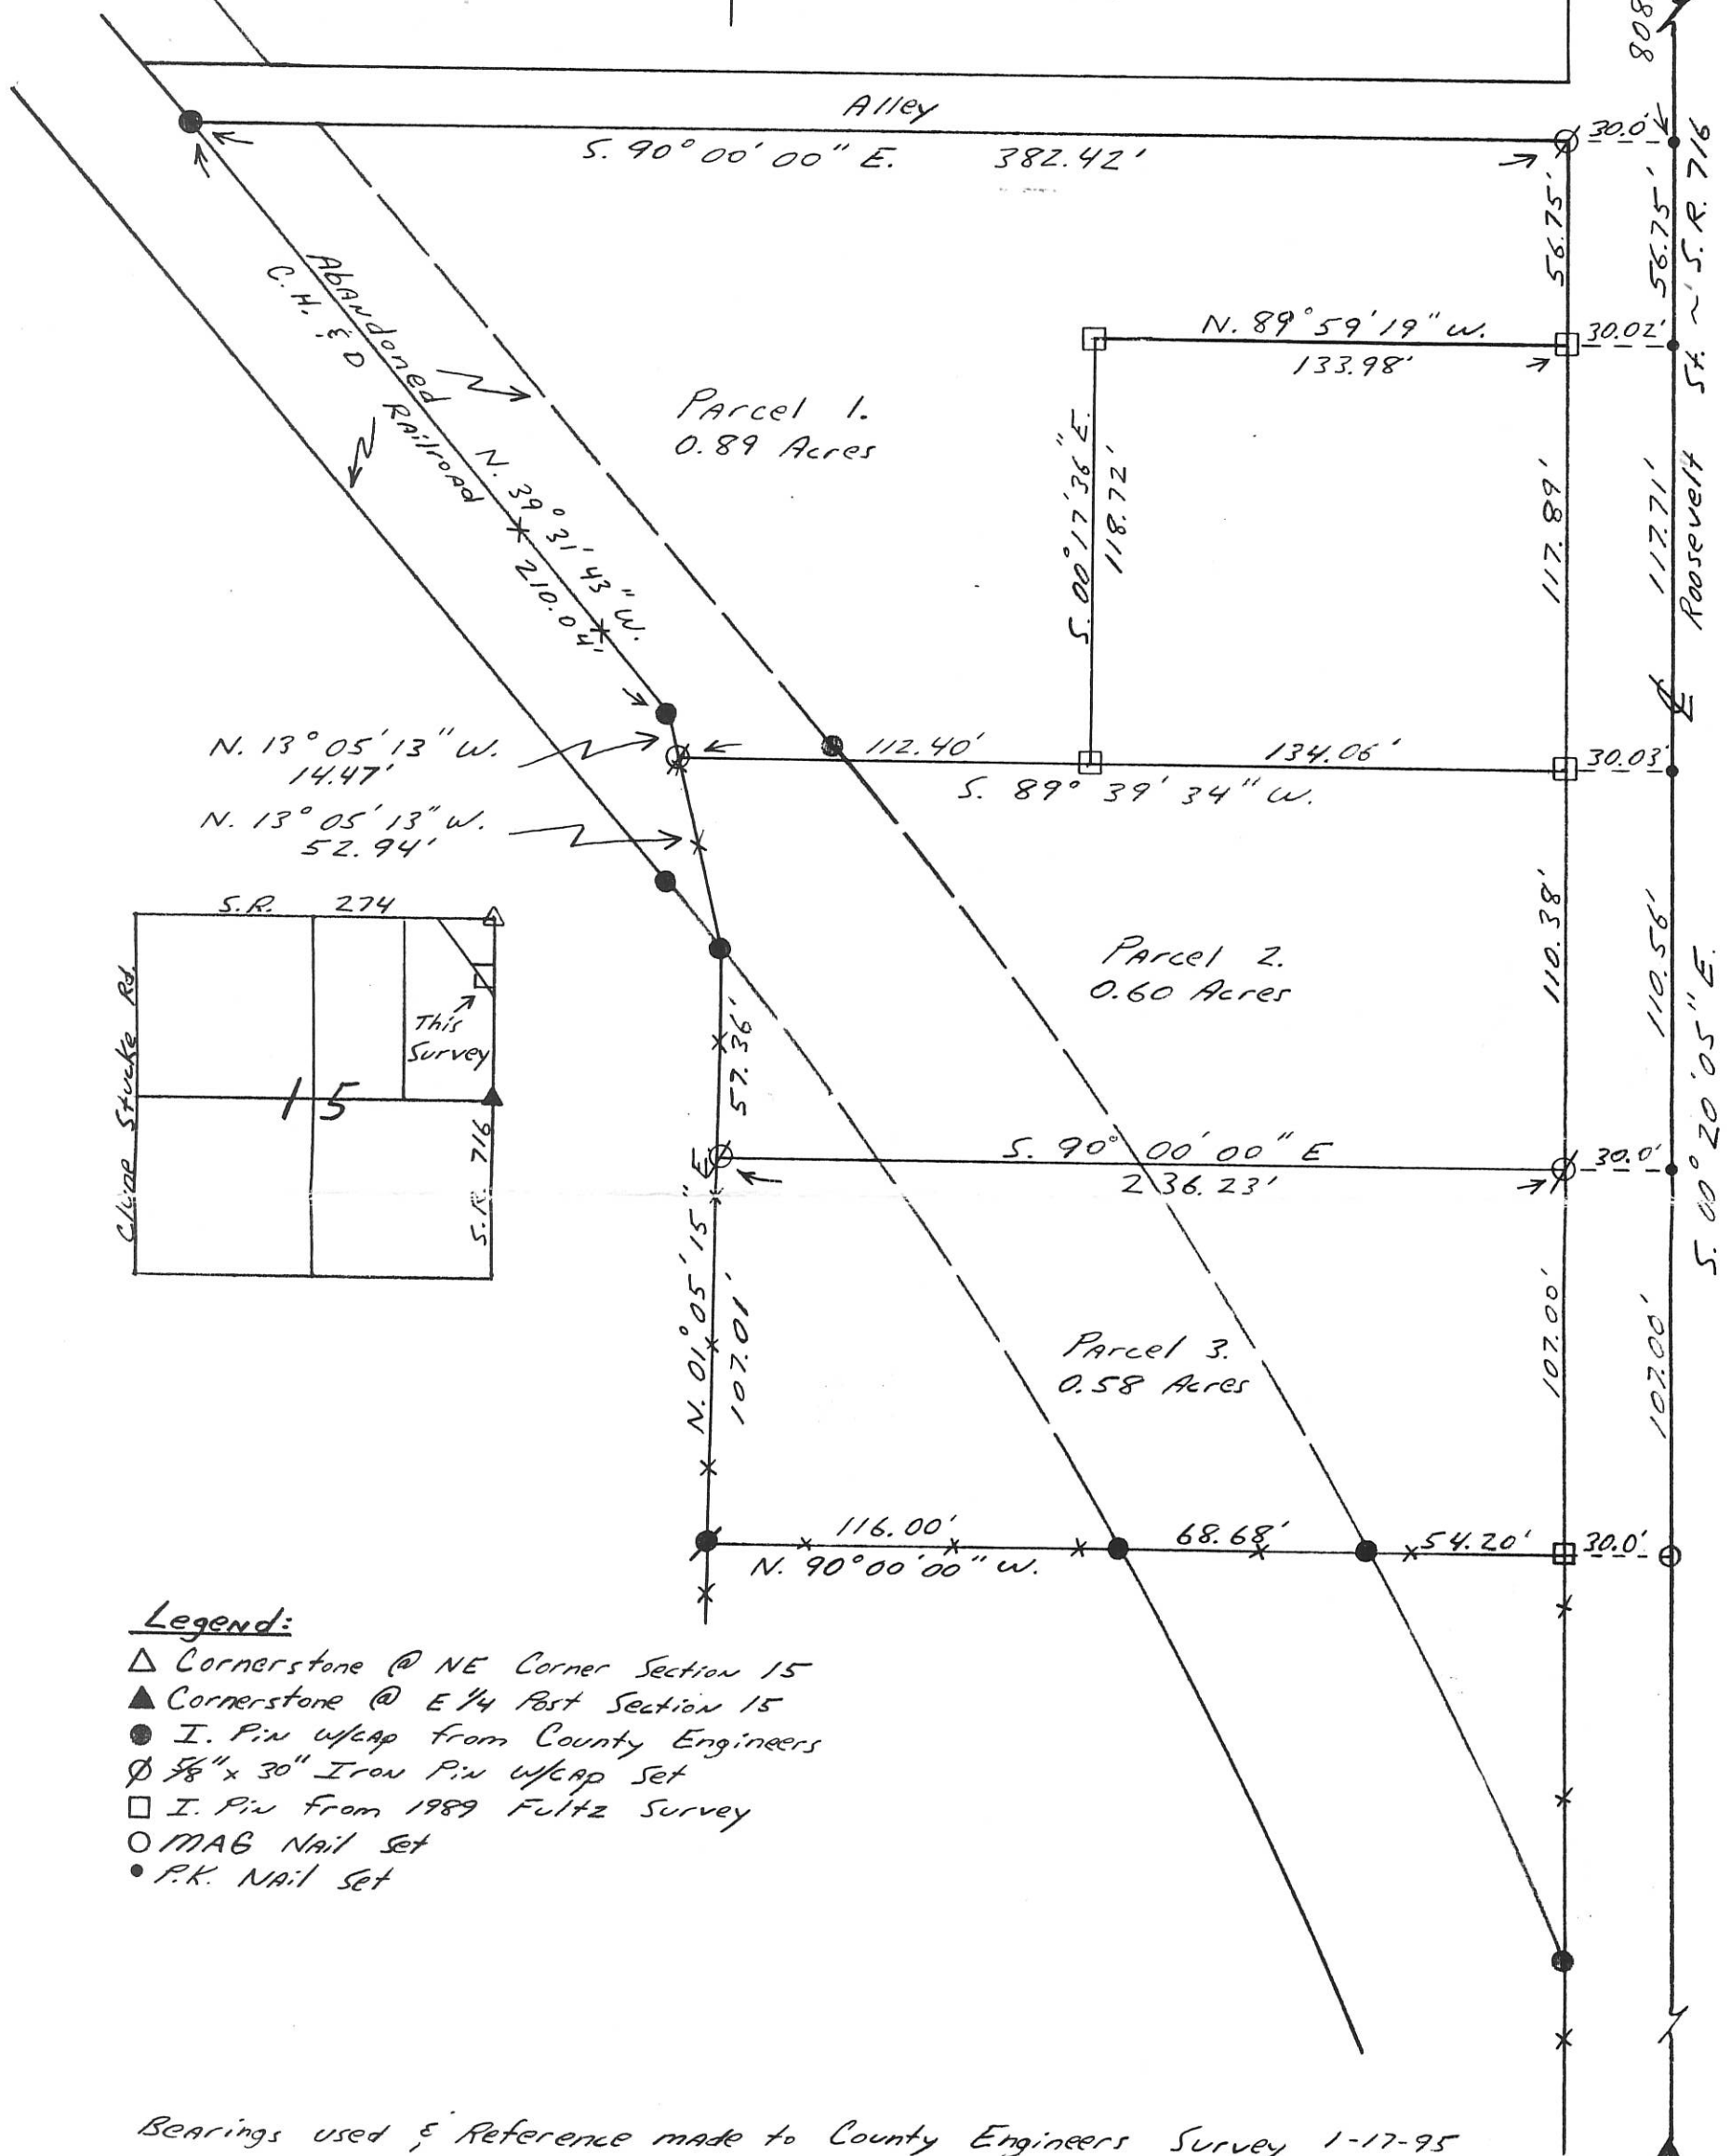 808
Alley
S. 90° 00' 00" E. 382.42'
30.0'
56.75'
56.75'
Roosevelt St. ~ S.R. 716
Abandoned
C. H. & D
Railroad
N. 39° 31' 43" W.
210.04'
N. 89° 59' 19" W.
133.98'
30.02'
Parcel 1.
0.89 Acres
S. 00° 17' 36" E.
118.72'
117.89'
117.71'
N. 13° 05' 13" W.
14.47'
112.40'
134.06'
30.03'
S. 89° 39' 34" W.
N. 13° 05' 13" W.
52.94'
S.R. 274
Cline Stucke Rd.
This
Survey
15
S.R. 716
57.36'
Parcel 2.
0.60 Acres
110.38'
110.56'
S. 00° 20' 05" E.
S. 90° 00' 00" E
236.23'
30.0'
N. 01° 05' 15" E
107.01'
Parcel 3.
0.58 Acres
107.00'
107.00'
116.00'
68.68'
54.20'
30.0'
N. 90° 00' 00" W.
Legend:
△ Cornerstone @ NE Corner Section 15
▲ Cornerstone @ E 1/4 Post Section 15
● I. Pin w/cap from County Engineers
Ø 5/8" x 30" Iron Pin w/cap Set
□ I. Pin from 1989 Fultz Survey
○ MAG Nail Set
• P.K. Nail Set
Bearings used & Reference made to County Engineers Survey 1-17-95